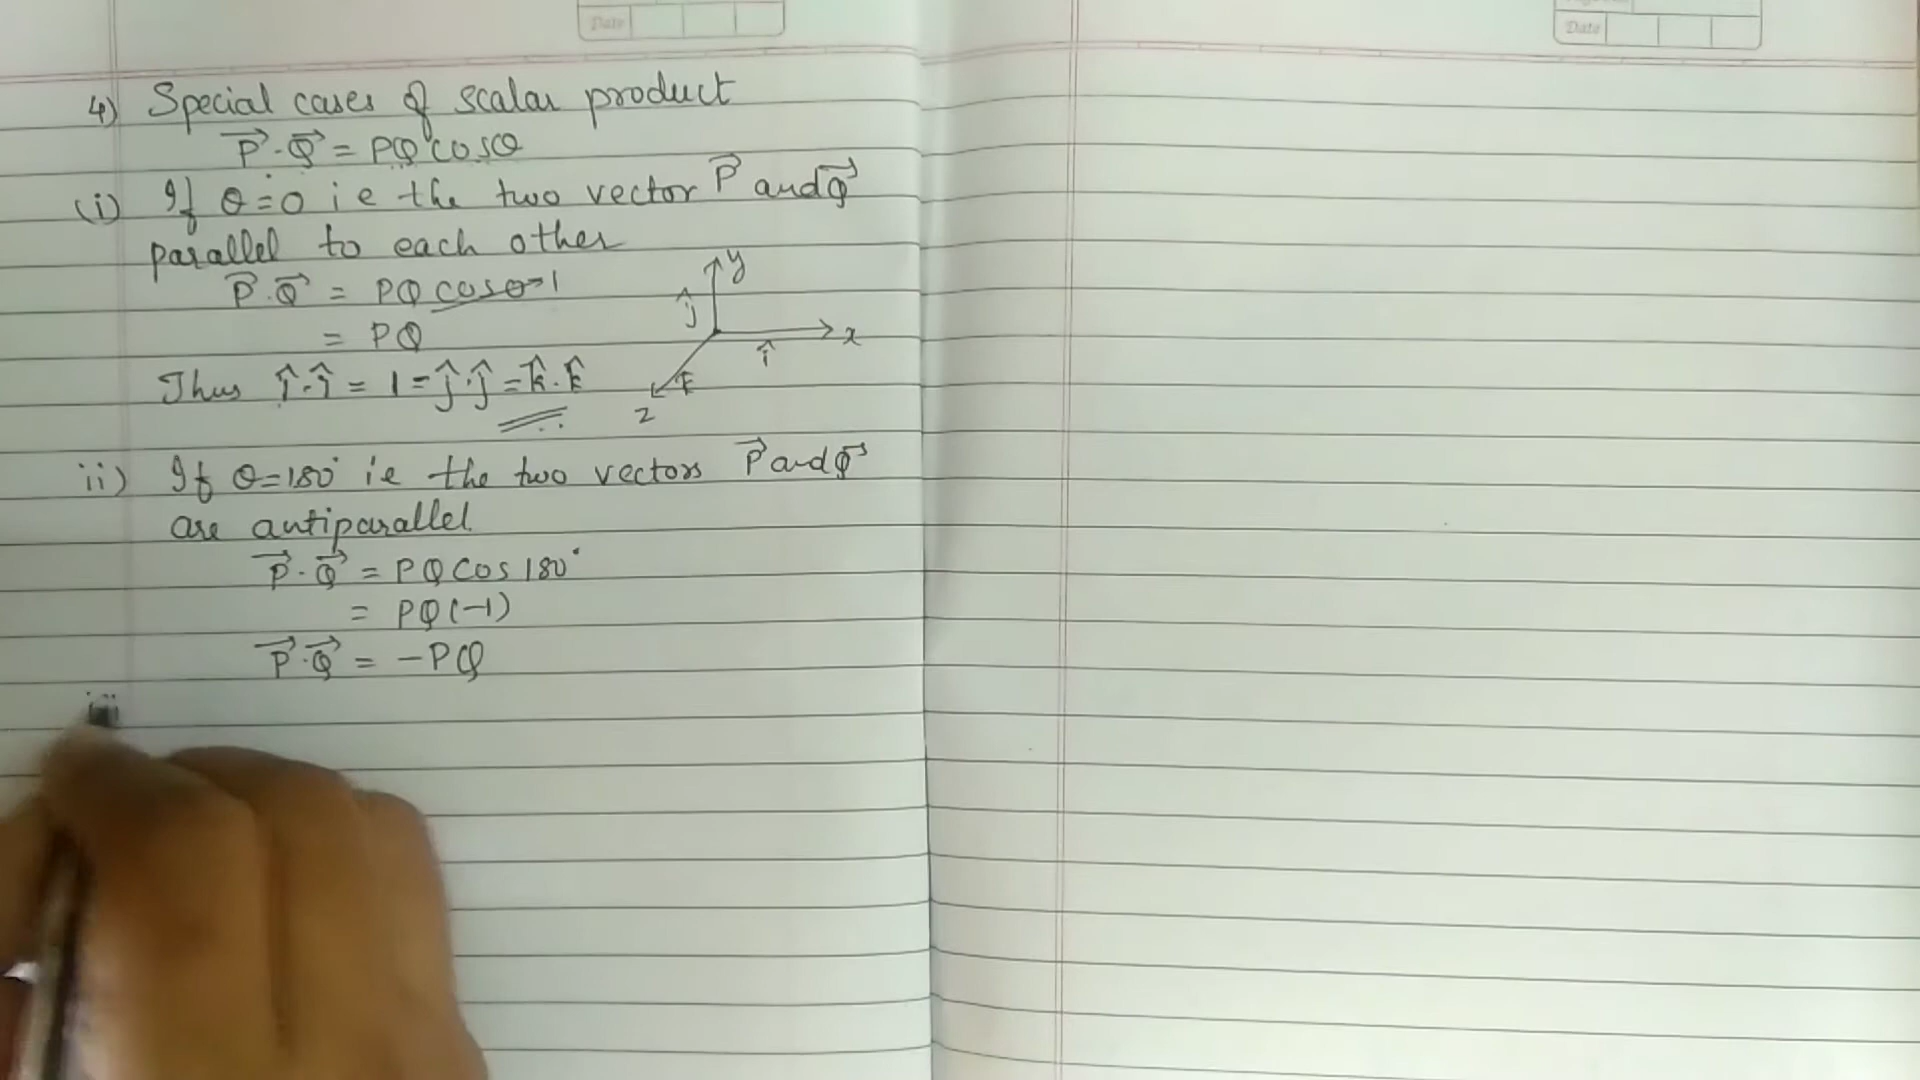 Date
Date
4) Special cases of scalar product
P⃗·Q⃗ = PQ cosθ
(i) If θ=0 i e the two vector P⃗ and Q⃗
parallel to each other
P⃗·Q⃗ = PQ cosθ=1
= PQ
y
ĵ
x
î
k̂
z
Thus î·î = 1 = ĵ·ĵ = k̂·k̂
ii) If θ=180° i.e the two vectors P⃗ and Q⃗
are antiparallel.
P⃗·Q⃗ = PQ cos 180°
= PQ(-1)
P⃗·Q⃗ = -PQ
iii